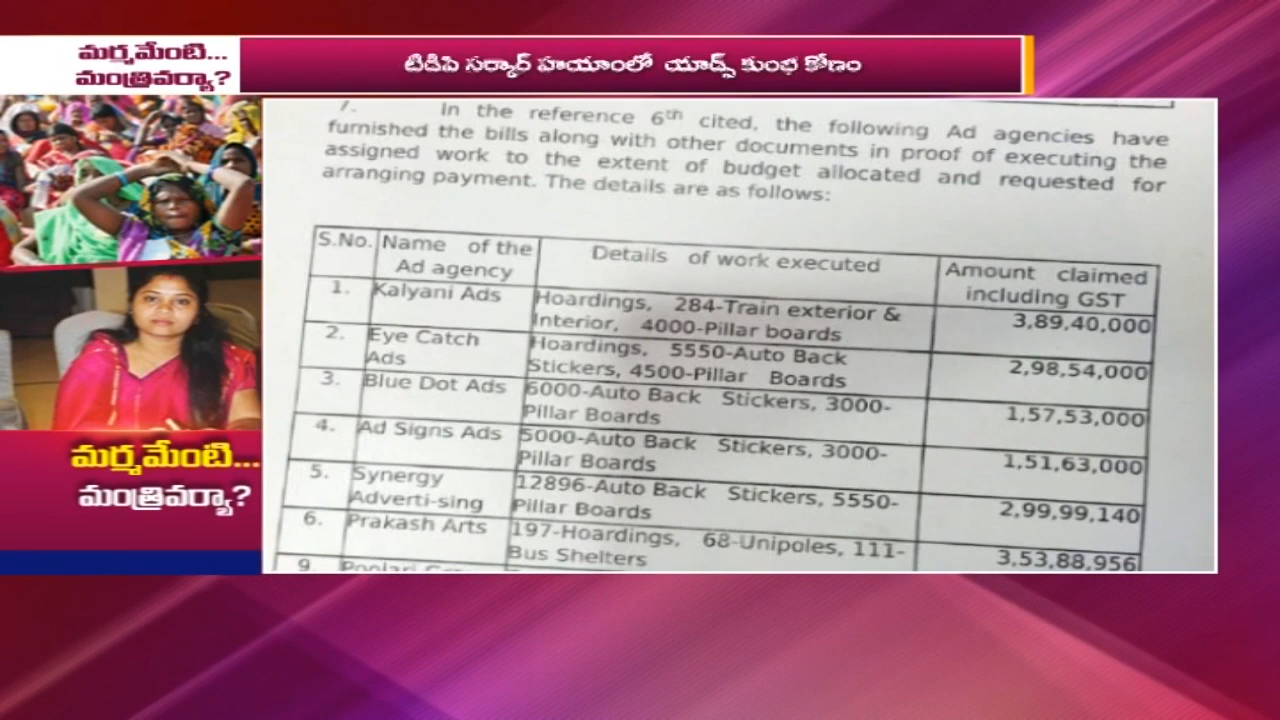 మర్మమేంటి...
మంత్రివర్యా?
టిడిపి సర్కార్ హయాంలో యాడ్స్ కుంభ కోణం
7. In the reference 6th cited, the following Ad agencies have
furnished the bills along with other documents in proof of executing the
assigned work to the extent of budget allocated and requested for
arranging payment. The details are as follows:
S.No. Name of the Details of work executed Amount claimed
Ad agency including GST
1. Kalyani Ads Hoardings, 284-Train exterior & 3,89,40,000
Interior, 4000-Pillar boards
2. Eye Catch Hoardings, 5550-Auto Back 2,98,54,000
Ads Stickers, 4500-Pillar Boards
3. Blue Dot Ads 6000-Auto Back Stickers, 3000- 1,57,53,000
Pillar Boards
4. Ad Signs Ads 5000-Auto Back Stickers, 3000- 1,51,63,000
Pillar Boards
5. Synergy 12896-Auto Back Stickers, 5550- 2,99,99,140
Adverti-sing Pillar Boards
6. Prakash Arts 197-Hoardings, 68-Unipoles, 111- 3,53,88,956
Bus Shelters
9.
మర్మమేంటి...
మంత్రివర్యా?